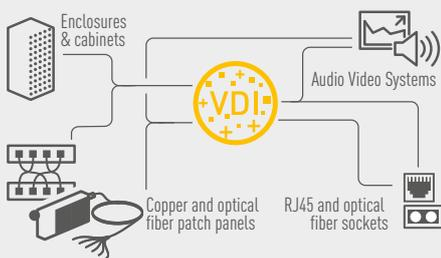 Enclosures
& cabinets
Audio Video Systems
VDI
Copper and optical
fiber patch panels
RJ45 and optical
fiber sockets